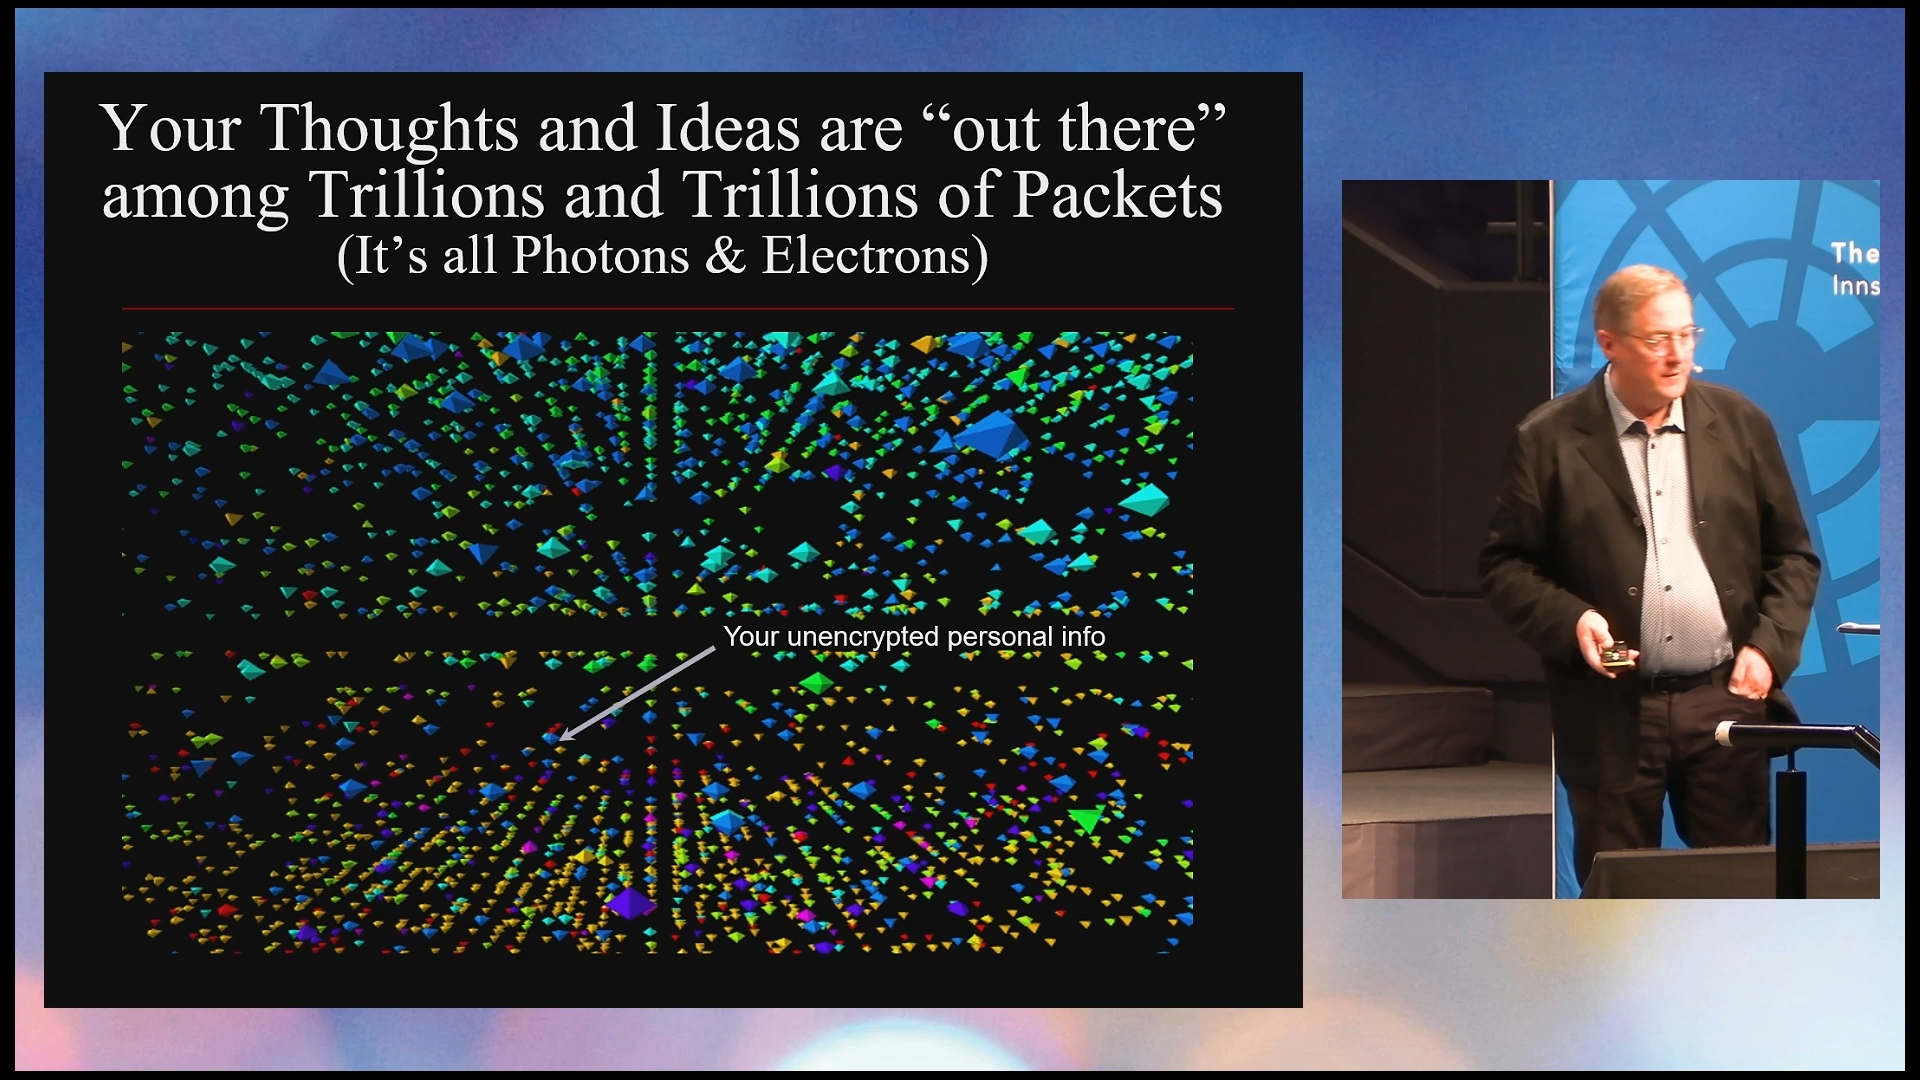 Your Thoughts and Ideas are “out there”
among Trillions and Trillions of Packets
(It’s all Photons & Electrons)
Your unencrypted personal info
The
Inns